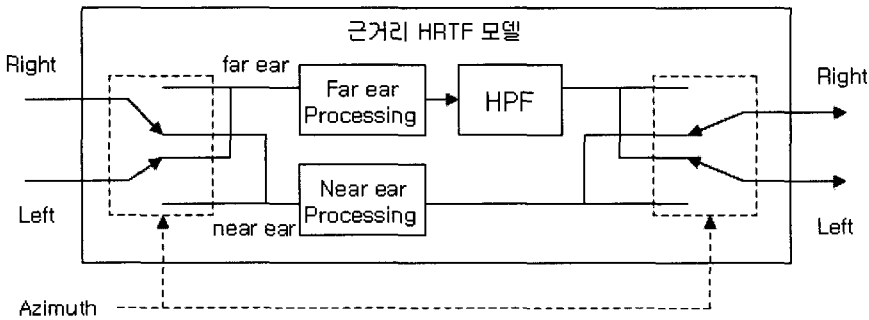 근거리 HRTF 모델
Right
far ear
Far ear
Processing
HPF
Right
Left
near ear
Near ear
Processing
Left
Azimuth